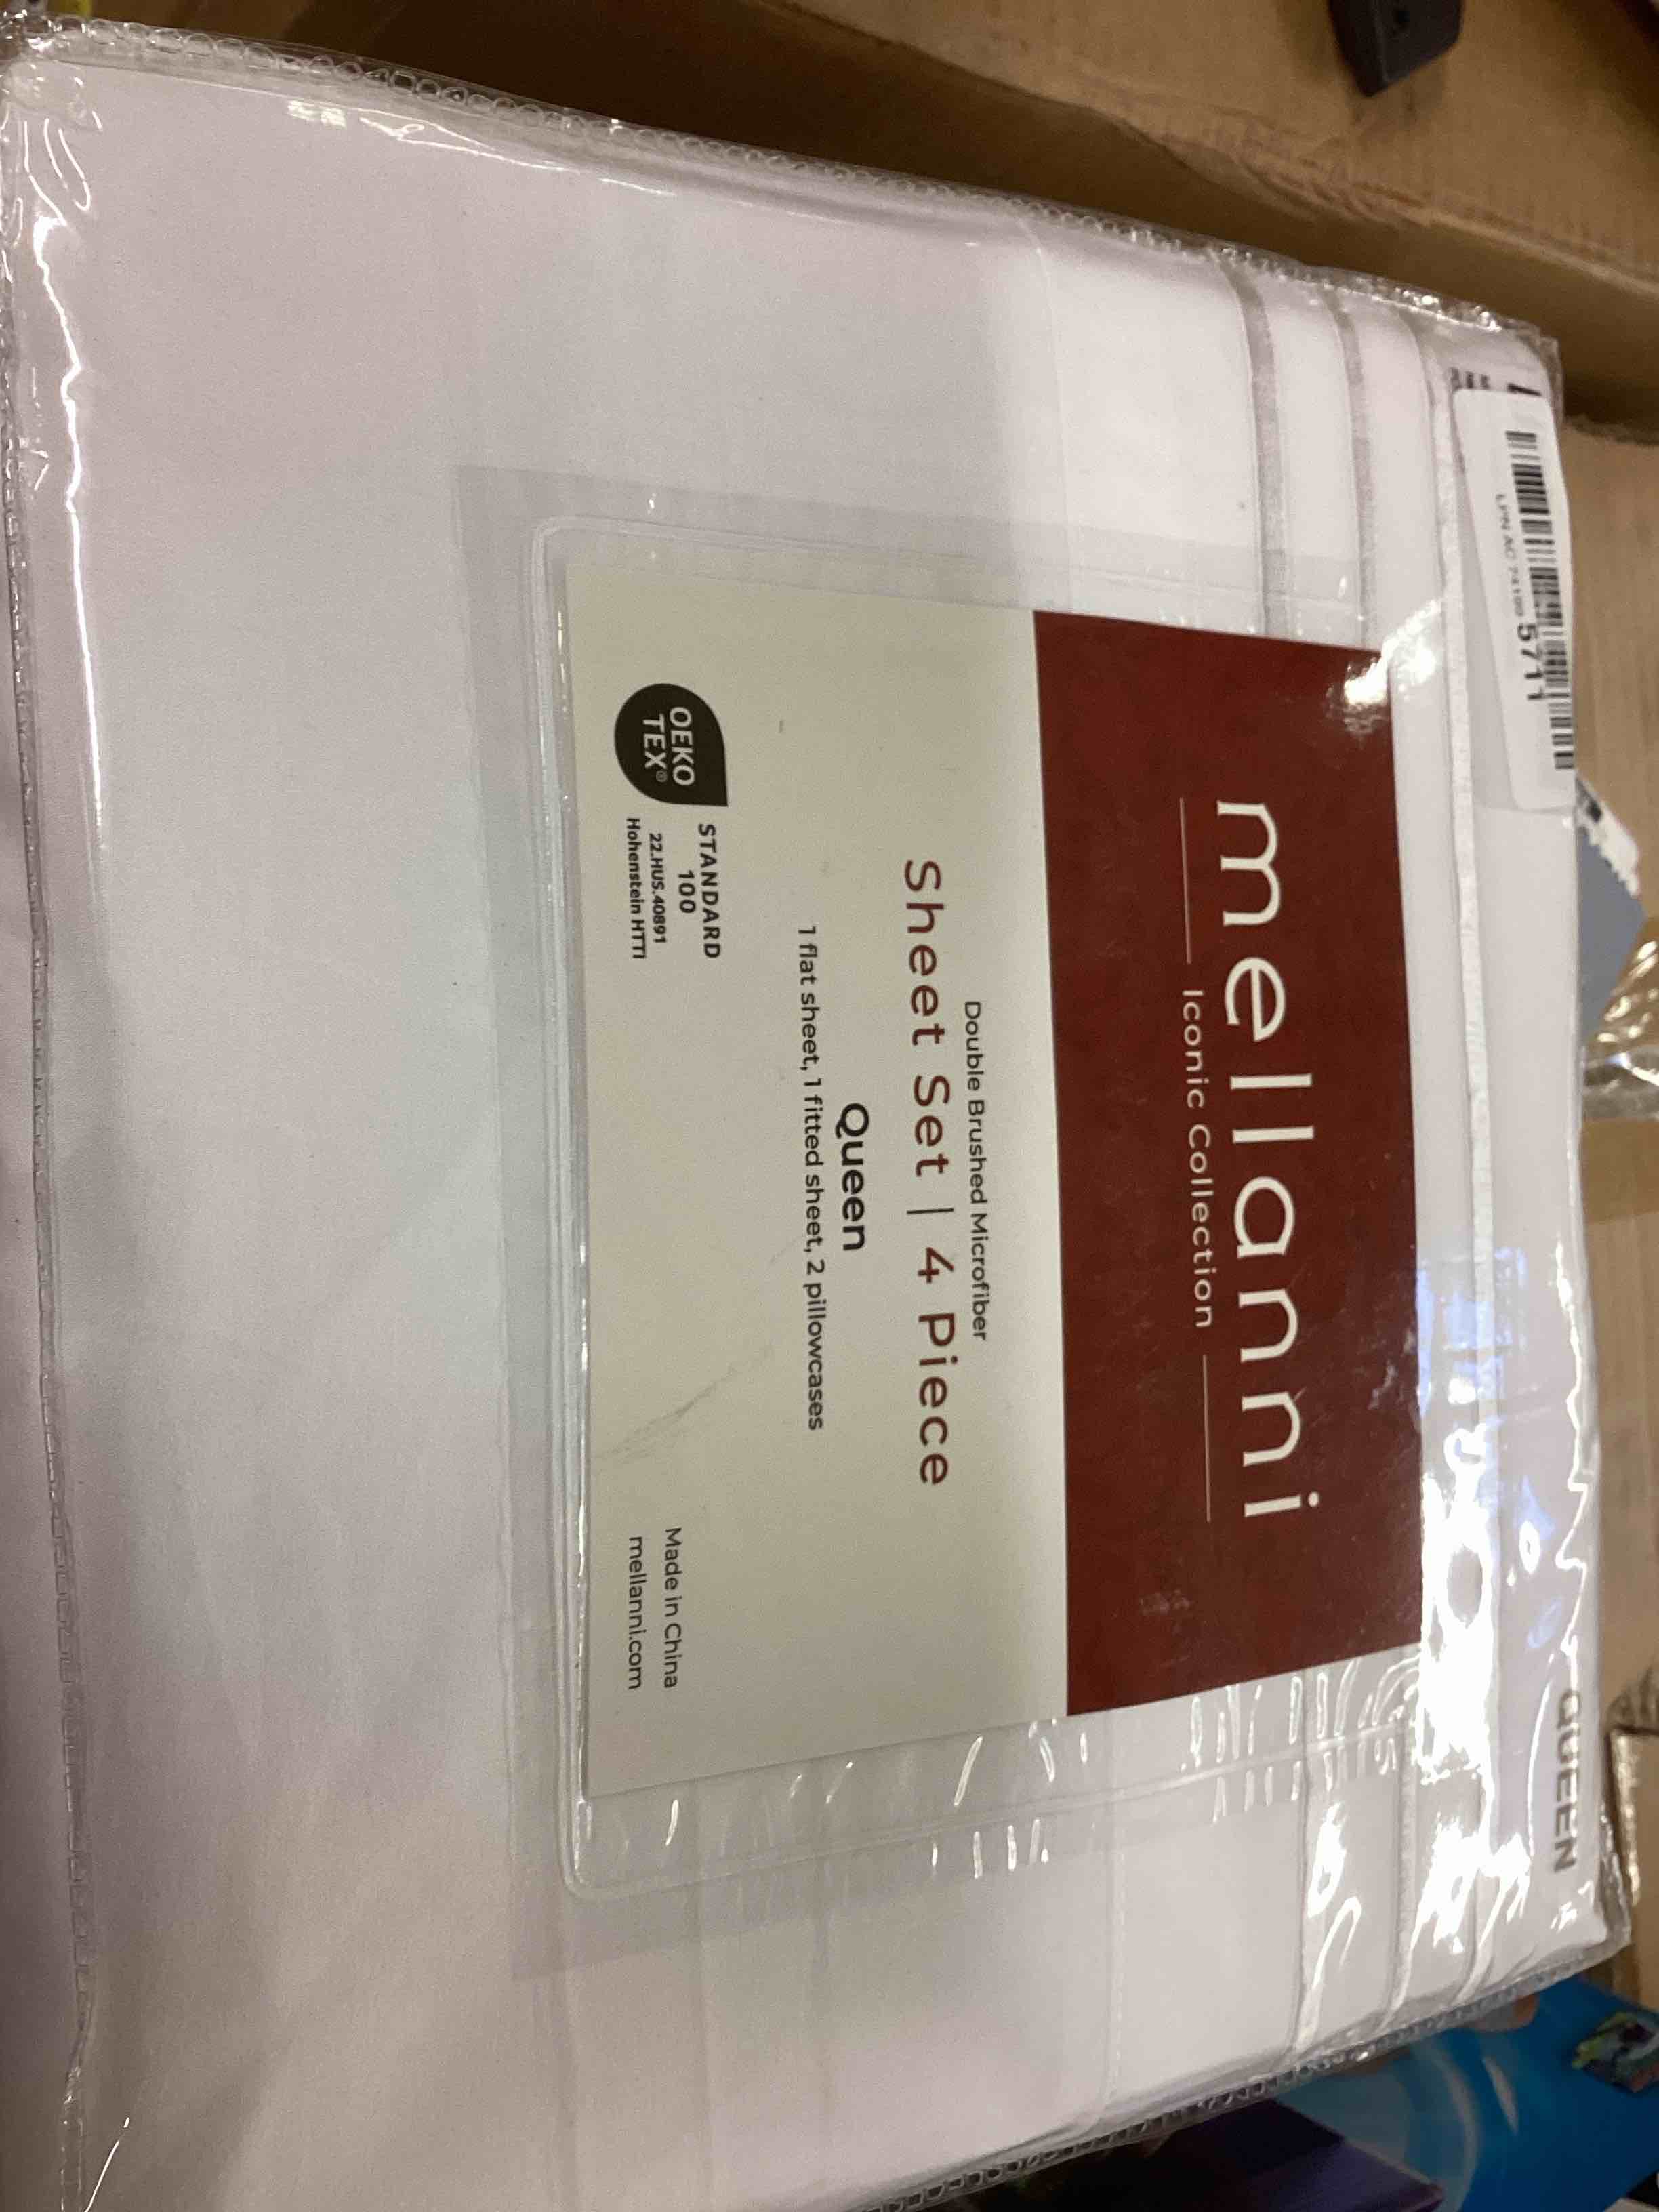 mellanni
Iconic Collection
Double Brushed Microfiber
Sheet Set | 4 Piece
Queen
1 flat sheet, 1 fitted sheet, 2 pillowcases
OEKO
TEX®
STANDARD
100
22.HUS.40891
Hohenstein HTTI
Made in China
mellanni.com
QUEEN
5711